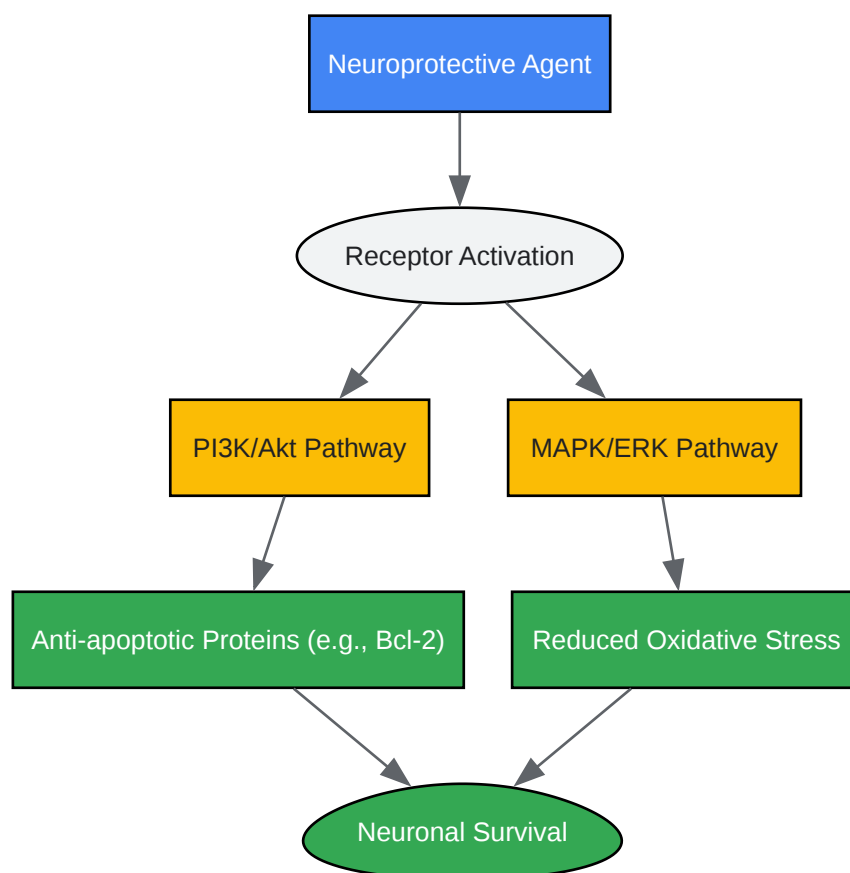 Neuroprotective Agent
Receptor Activation
PI3K/Akt Pathway
MAPK/ERK Pathway
Anti-apoptotic Proteins (e.g., Bcl-2)
Reduced Oxidative Stress
Neuronal Survival